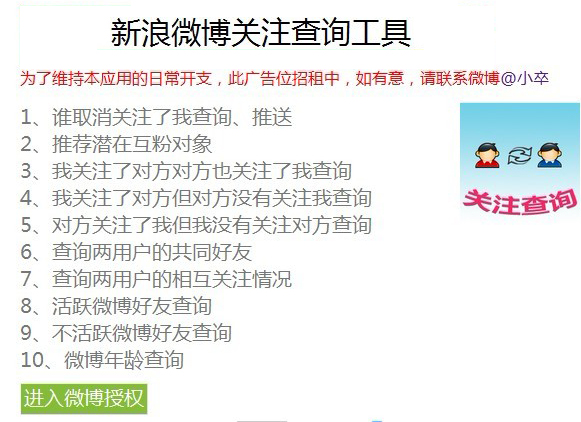 新浪微博关注查询工具
为了维持本应用的日常开支，此广告位招租中，如有意，请联系微博@小卒
1、谁取消关注了我查询、推送
2、推荐潜在互粉对象
3、我关注了对方对方也关注了我查询
4、我关注了对方但对方没有关注我查询
5、对方关注了我但我没有关注对方查询
6、查询两用户的共同好友
7、查询两用户的相互关注情况
8、活跃微博好友查询
9、不活跃微博好友查询
10、微博年龄查询
关注查询
进入微博授权